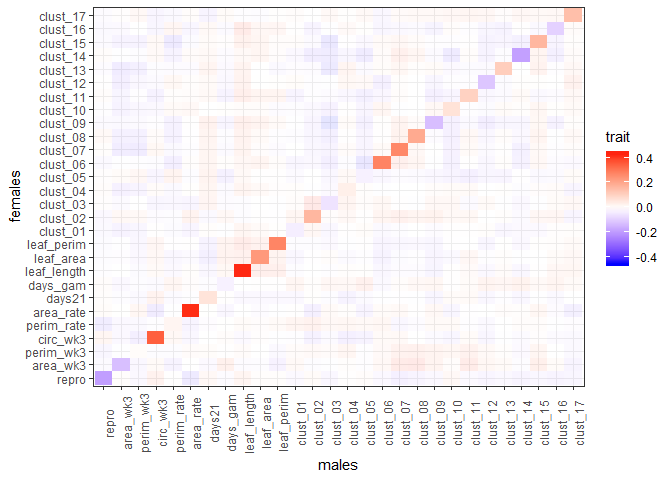 clust_17
clust_16
clust_15
clust_14
clust_13
clust_12
clust_11
clust_10
clust_09
clust_08
clust_07
clust_06
clust_05
clust_04
clust_03
clust_02
clust_01
leaf_perim
leaf_area
leaf_length
days_gam
days21
area_rate
perim_rate
circ_wk3
perim_wk3
area_wk3
repro
females
repro
area_wk3
perim_wk3
circ_wk3
perim_rate
area_rate
days21
days_gam
leaf_length
leaf_area
leaf_perim
clust_01
clust_02
clust_03
clust_04
clust_05
clust_06
clust_07
clust_08
clust_09
clust_10
clust_11
clust_12
clust_13
clust_14
clust_15
clust_16
clust_17
males
trait
0.4
0.2
0.0
-0.2
-0.4